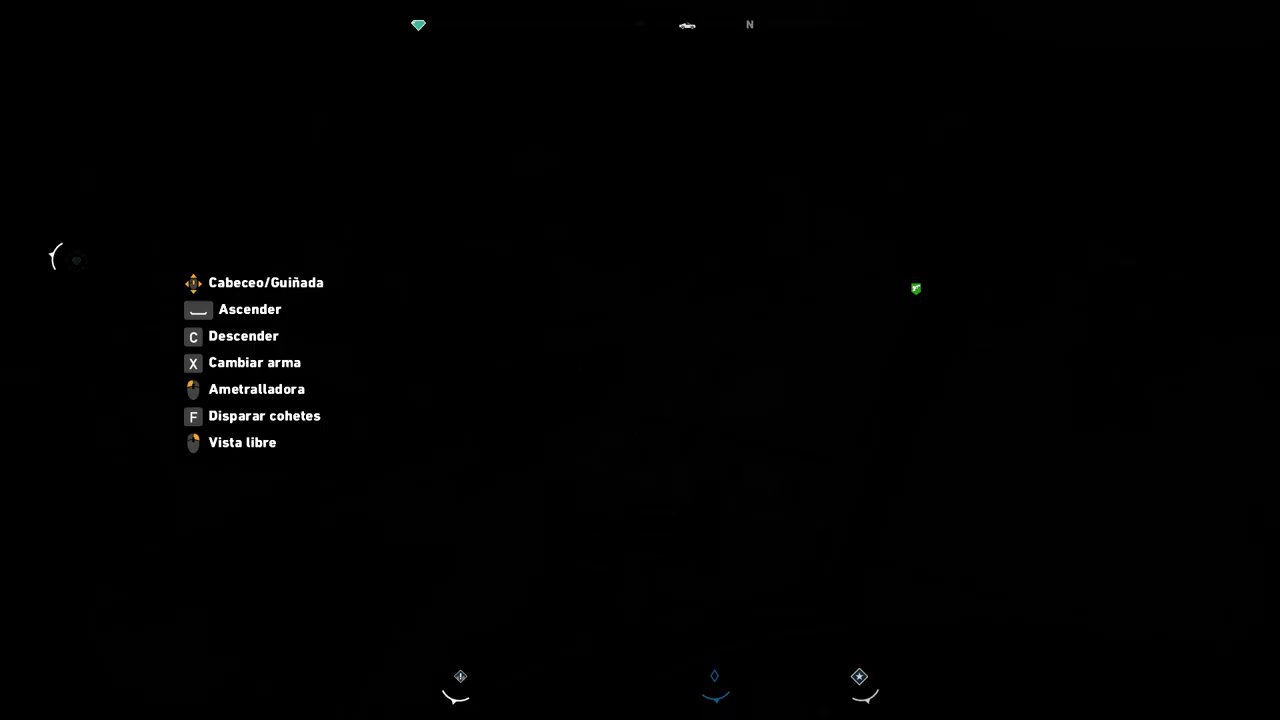 N
Cabeceo/Guiñada
Ascender
C Descender
X Cambiar arma
Ametralladora
F Disparar cohetes
Vista libre